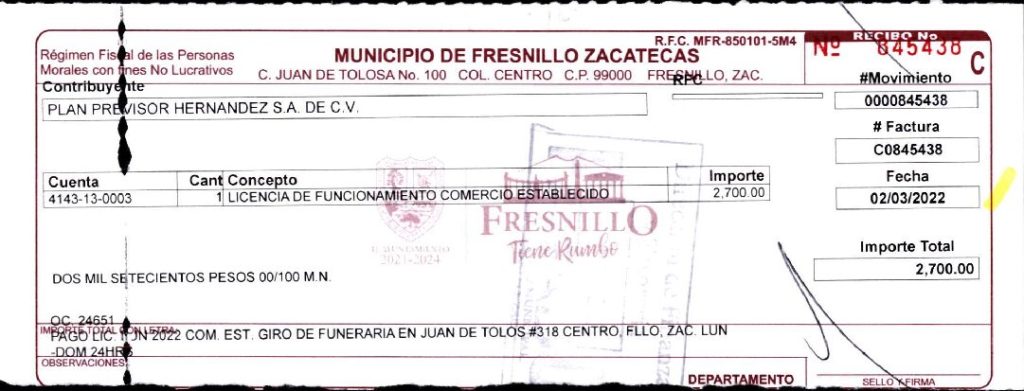 R.F.C. MFR-850101-5M4
RECIBO No
Nº 845438
C
Régimen Fiscal de las Personas
Morales con fines No Lucrativos
MUNICIPIO DE FRESNILLO ZACATECAS
C. JUAN DE TOLOSA No. 100 COL. CENTRO C.P. 99000 FRESNILLO, ZAC.
Contribuyente
RFC
#Movimiento
PLAN PREVISOR HERNANDEZ S.A. DE C.V.
0000845438
# Factura
C0845438
Cuenta Cant Concepto Importe
Fecha
4143-13-0003 1 LICENCIA DE FUNCIONAMIENTO COMERCIO ESTABLECIDO 2,700.00
02/03/2022
FRESNILLO
Tiene Rumbo
H. AYUNTAMIENTO
2021-2024
Importe Total
2,700.00
DOS MIL SETECIENTOS PESOS 00/100 M.N.
OC. 24651
IMPORTE TOTAL CON LETRA
PAGO LIC. FUN 2022 COM. EST. GIRO DE FUNERARIA EN JUAN DE TOLOS #318 CENTRO, FLLO, ZAC. LUN
-DOM 24HRS
OBSERVACIONES
DEPARTAMENTO
SELLO Y FIRMA